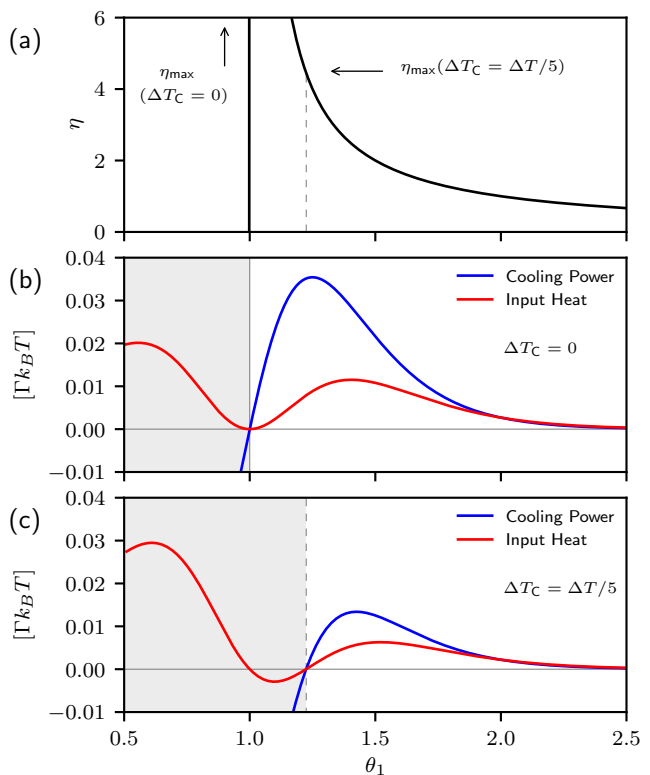 (a)
6
4
2
0
η
η_max
(ΔT_C = 0)
η_max(ΔT_C = ΔT/5)
(b)
0.04
0.03
0.02
0.01
0.00
−0.01
[Γk_BT]
Cooling Power
Input Heat
ΔT_C = 0
(c)
0.04
0.03
0.02
0.01
0.00
−0.01
[Γk_BT]
Cooling Power
Input Heat
ΔT_C = ΔT/5
0.5 1.0 1.5 2.0 2.5
θ_1